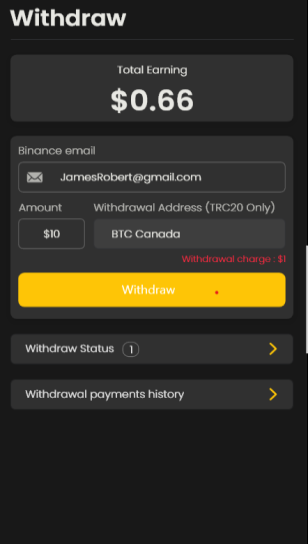 Withdraw
Total Earning
$0.66
Binance email
JamesRobert@gmail.com
Amount
Withdrawal Address (TRC20 Only)
$10
BTC Canada
Withdrawal charge : $1
Withdraw
Withdraw Status 1
Withdrawal payments history